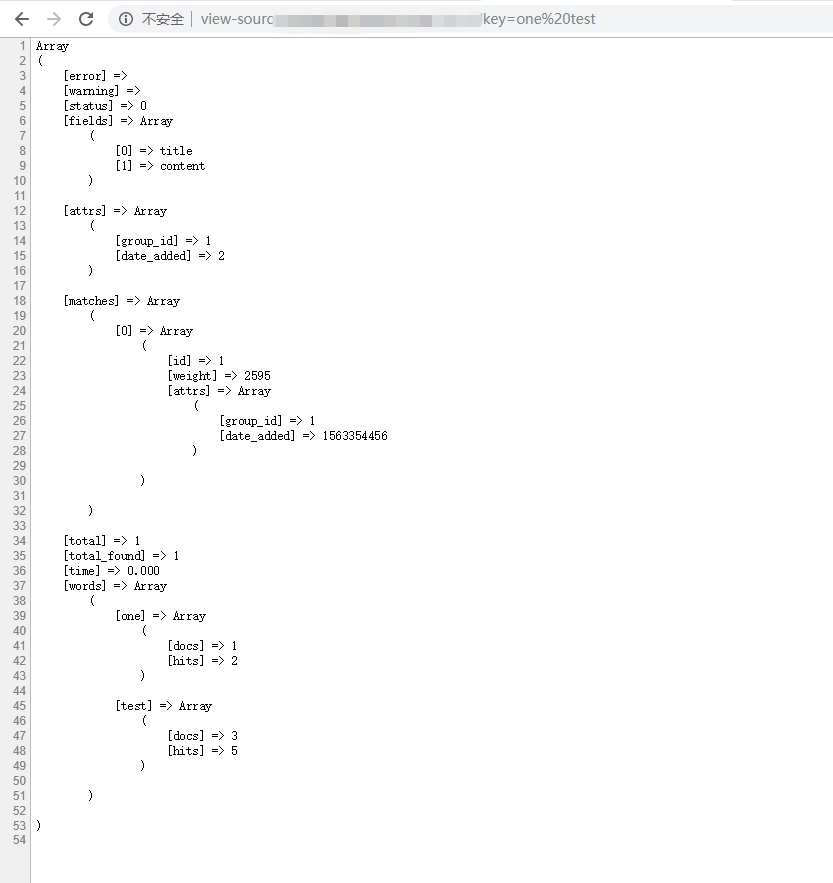 不安全 view-sourc key=one%20test
1 Array
2 (
3 [error] =>
4 [warning] =>
5 [status] => 0
6 [fields] => Array
7 (
8 [0] => title
9 [1] => content
10 )
11
12 [attrs] => Array
13 (
14 [group_id] => 1
15 [date_added] => 2
16 )
17
18 [matches] => Array
19 (
20 [0] => Array
21 (
22 [id] => 1
23 [weight] => 2595
24 [attrs] => Array
25 (
26 [group_id] => 1
27 [date_added] => 1563354456
28 )
29
30 )
31
32 )
33
34 [total] => 1
35 [total_found] => 1
36 [time] => 0.000
37 [words] => Array
38 (
39 [one] => Array
40 (
41 [docs] => 1
42 [hits] => 2
43 )
44
45 [test] => Array
46 (
47 [docs] => 3
48 [hits] => 5
49 )
50
51 )
52
53 )
54